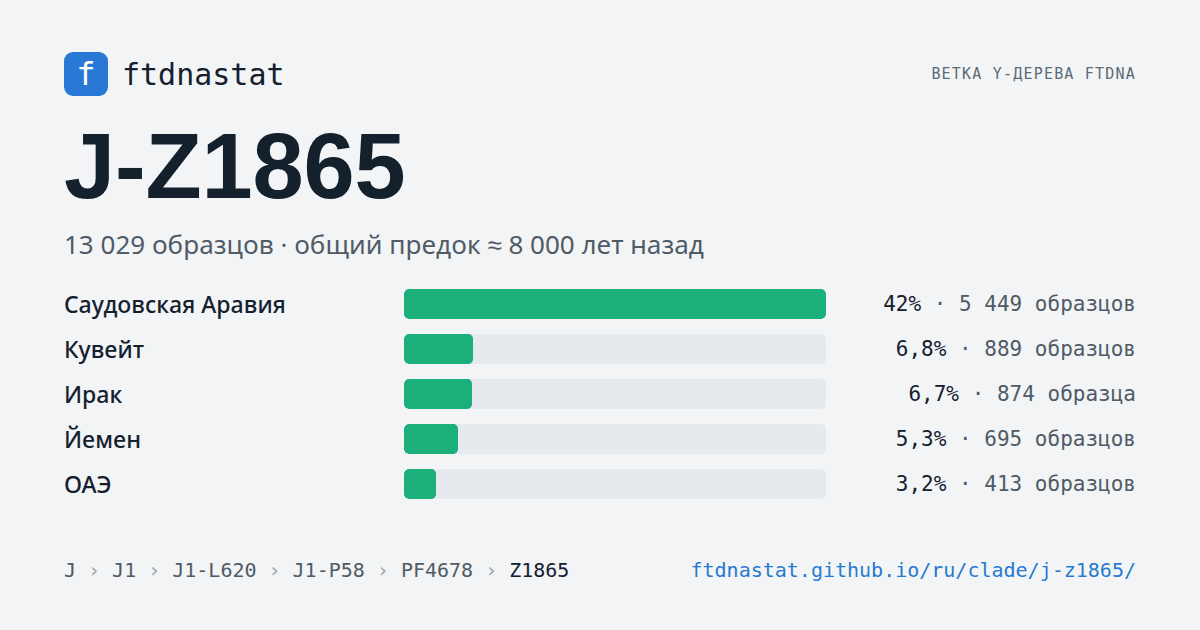 f ftdnastat
ВЕТКА Y-ДЕРЕВА FTDNA
J-Z1865
13 029 образцов · общий предок ≈ 8 000 лет назад
Саудовская Аравия 42% · 5 449 образцов
Кувейт 6,8% · 889 образцов
Ирак 6,7% · 874 образца
Йемен 5,3% · 695 образцов
ОАЭ 3,2% · 413 образцов
J › J1 › J1-L620 › J1-P58 › PF4678 › Z1865
ftdnastat.github.io/ru/clade/j-z1865/